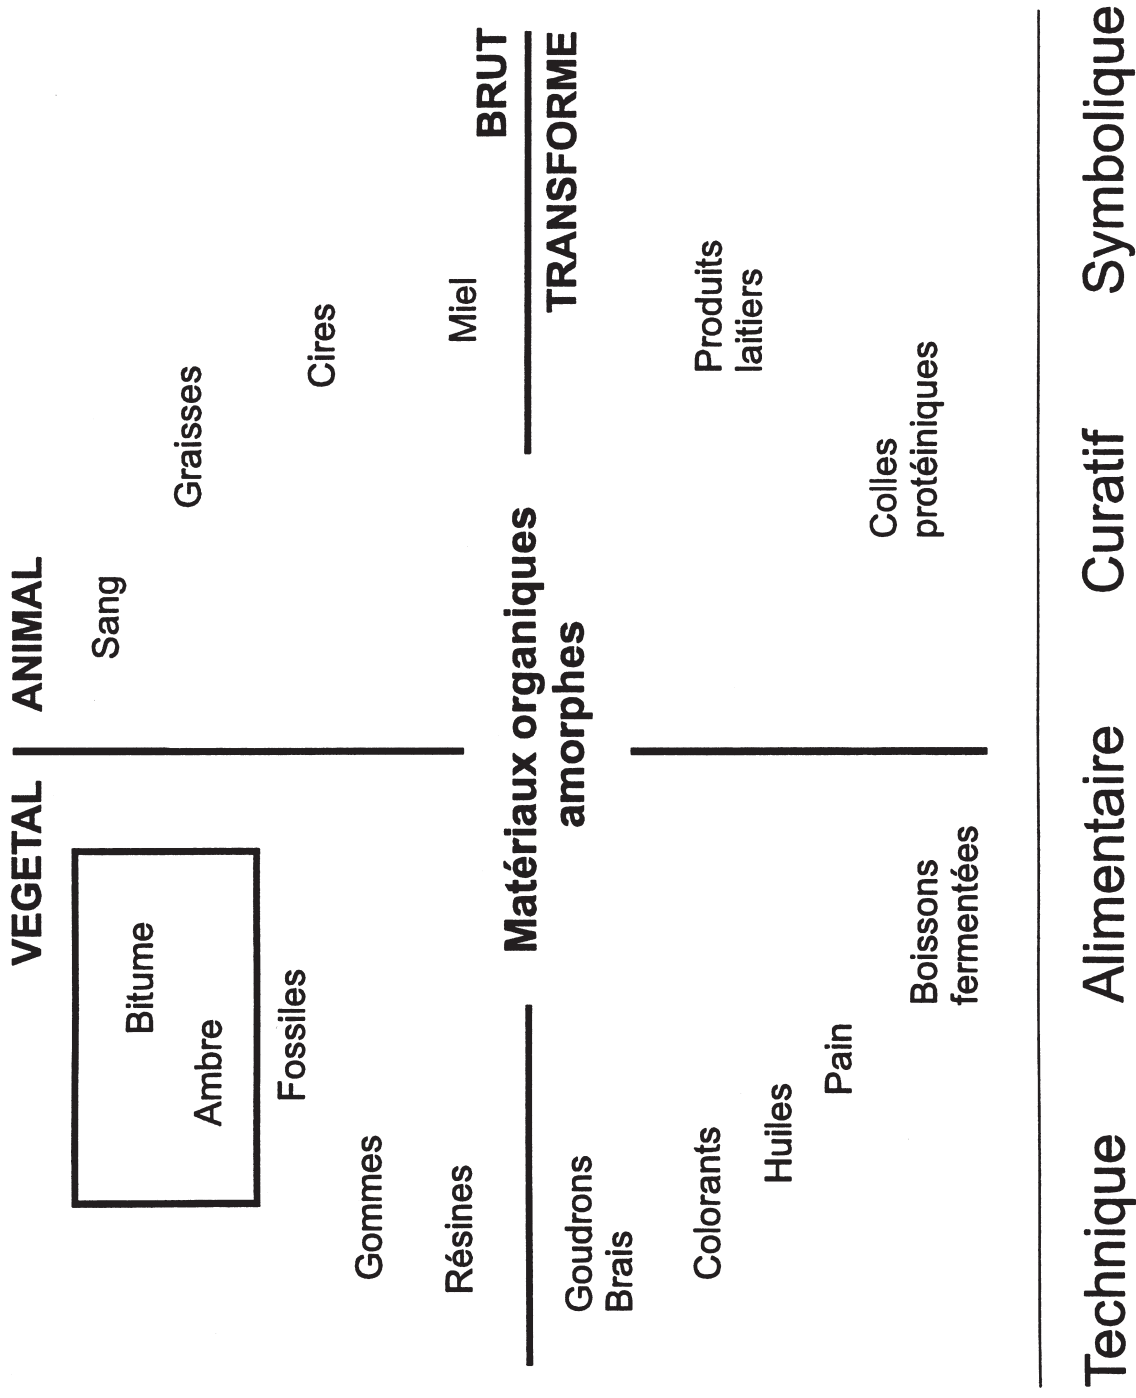 VEGETAL
ANIMAL
Bitume
Ambre
Fossiles
Gommes
Résines
Sang
Graisses
Cires
Miel
BRUT
Matériaux organiques
amorphes
TRANSFORME
Goudrons
Brais
Colorants
Huiles
Pain
Boissons
fermentées
Produits
laitiers
Colles
protéiniques
Technique
Alimentaire
Curatif
Symbolique